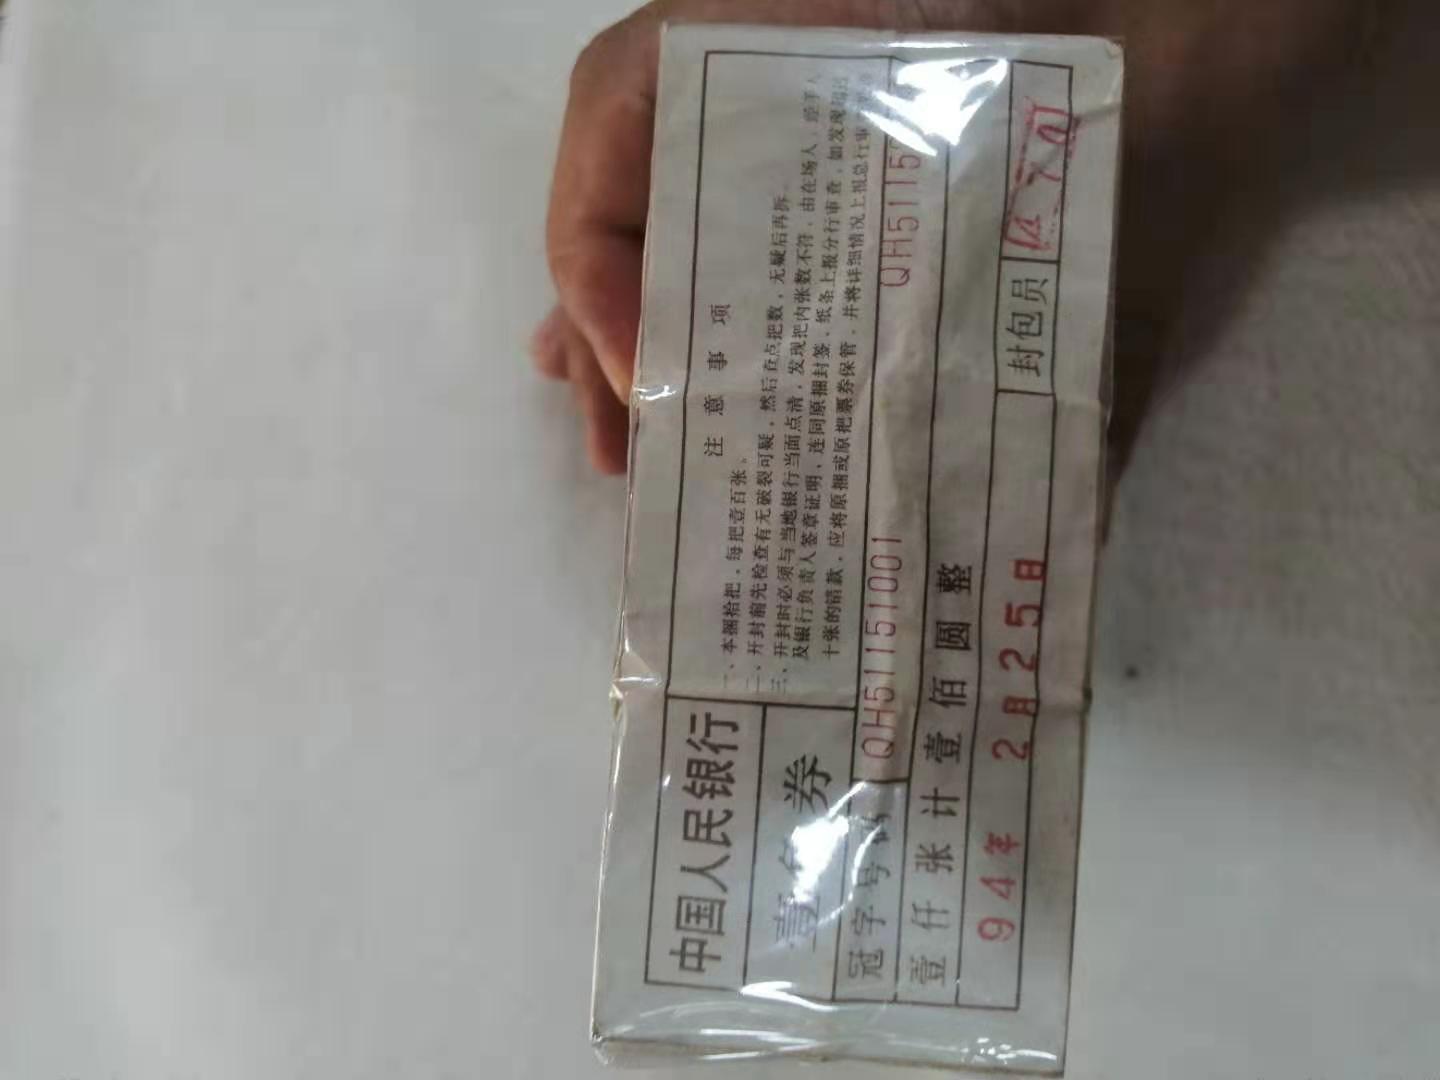 中国人民银行
壹角券
注意事项
一、本捆拾把，每把壹百张。
二、开封前先检查有无破裂可疑，然后查点把数，无疑后再拆。
三、开封时必须与当地银行当面点清，发现把内张数不符，由在场人、经手人
及银行负责人签章证明，连同原捆封签、纸条上报分行审查，如发现超过
十张的错款，应将原捆或原把票券保管，并将详细情况上报总行审
冠字号码 QH51151001 QH5115
壹仟张计壹佰圆整
94年2月25日 封包员